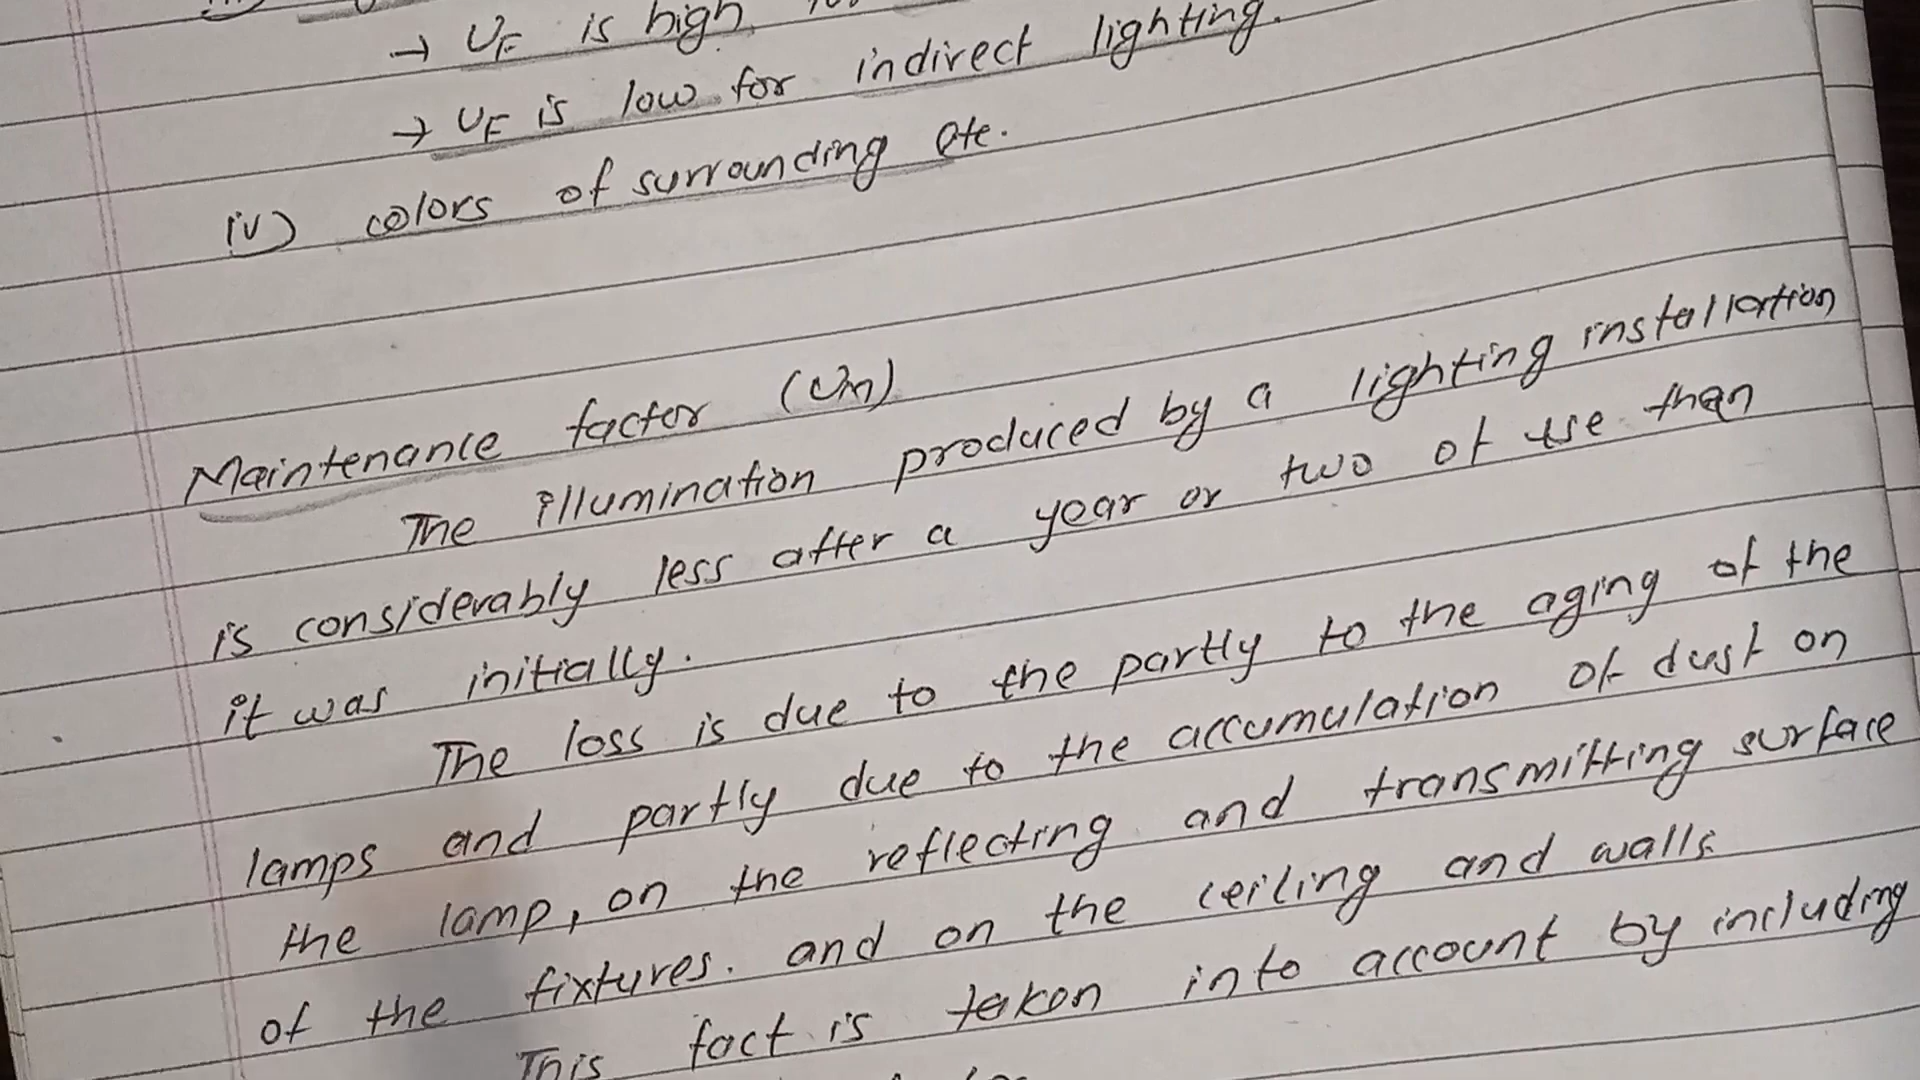 → UF is high
→ UF is low for indirect lighting.
iv) colors of surrounding etc.
Maintenance factor (Um)
The illumination produced by a lighting installation
is considerably less after a year or two of use than
it was initially.
The loss is due to the partly to the aging of the
lamps and partly due to the accumulation of dust on
the lamp, on the reflecting and transmitting surface
of the fixtures. and on the ceiling and walls.
This fact is taken into account by including